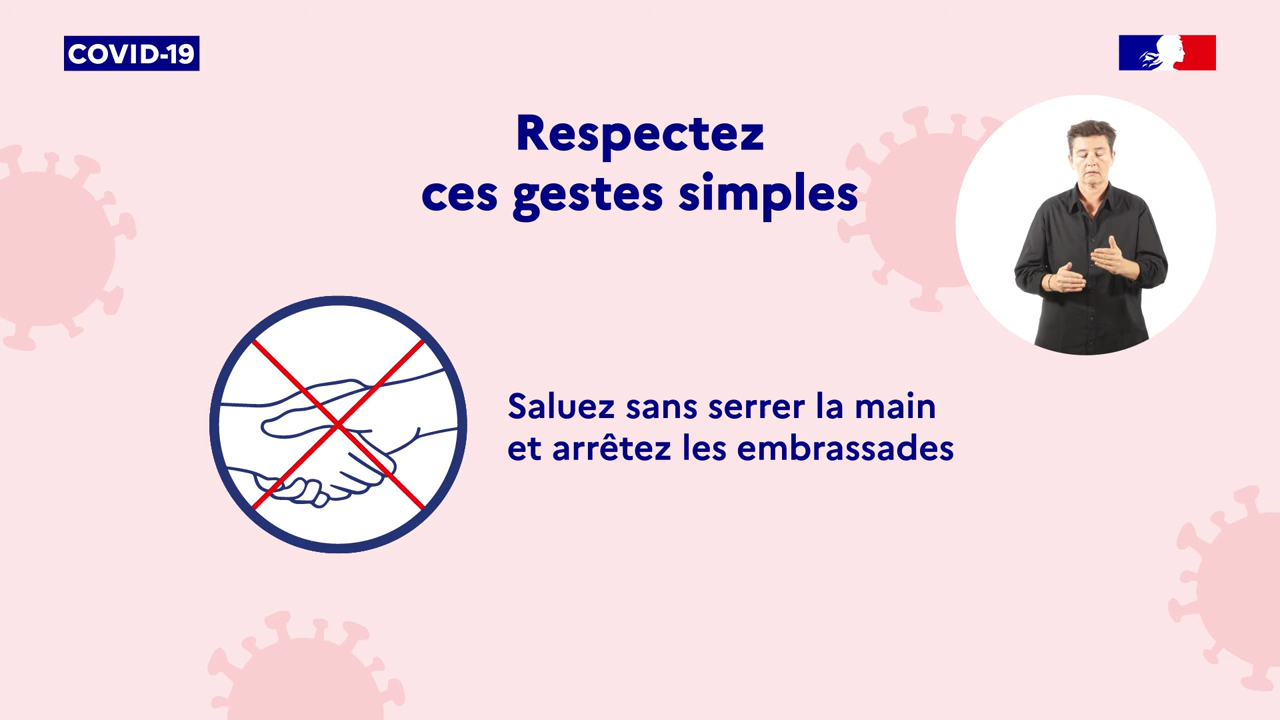 COVID-19
Respectez
ces gestes simples
Saluez sans serrer la main
et arrêtez les embrassades